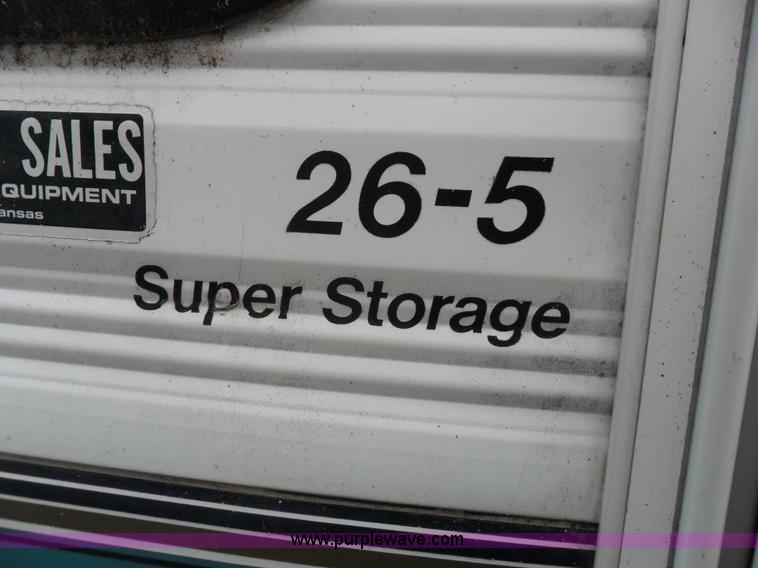 SALES
QUIPMENT
ansas
26-5
Super Storage
www.purplewave.com